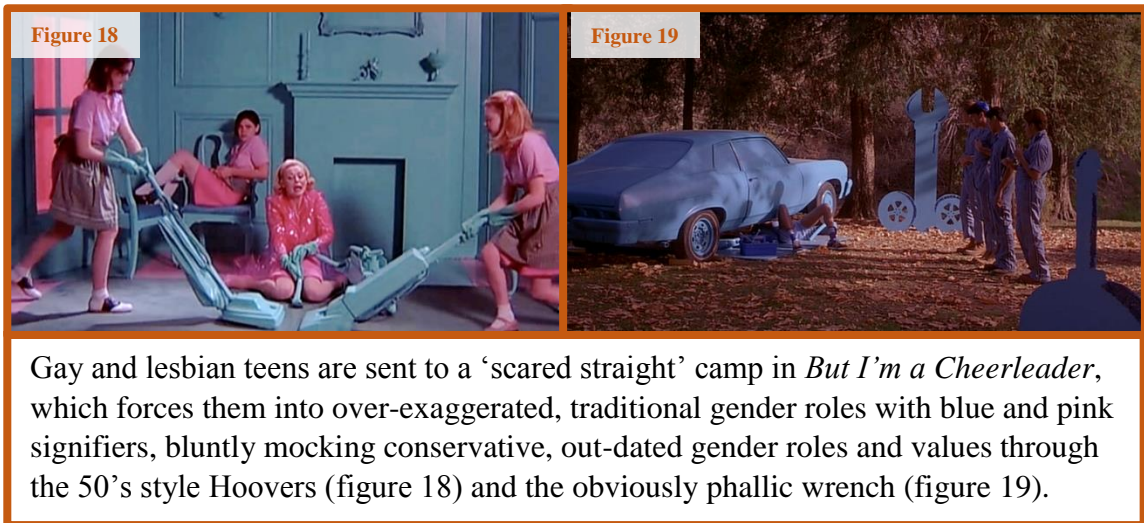 Figure 18
Figure 19
Gay and lesbian teens are sent to a ‘scared straight’ camp in But I’m a Cheerleader,
which forces them into over-exaggerated, traditional gender roles with blue and pink
signifiers, bluntly mocking conservative, out-dated gender roles and values through
the 50’s style Hoovers (figure 18) and the obviously phallic wrench (figure 19).